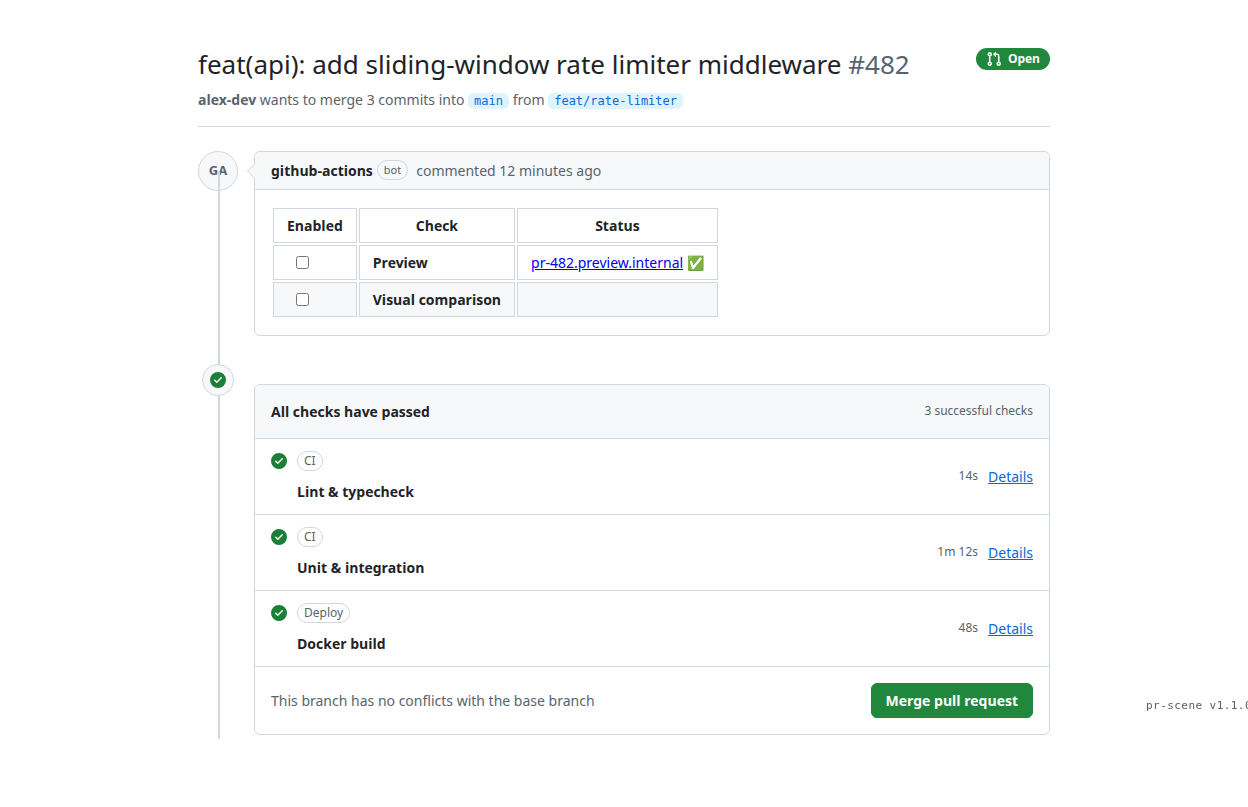 feat(api): add sliding-window rate limiter middleware #482
Open
alex-dev wants to merge 3 commits into main from feat/rate-limiter
GA
github-actions bot commented 12 minutes ago
Enabled Check Status
Preview pr-482.preview.internal ✅
Visual comparison
All checks have passed 3 successful checks
CI
Lint & typecheck
14s Details
CI
Unit & integration
1m 12s Details
Deploy
Docker build
48s Details
This branch has no conflicts with the base branch Merge pull request
pr-scene